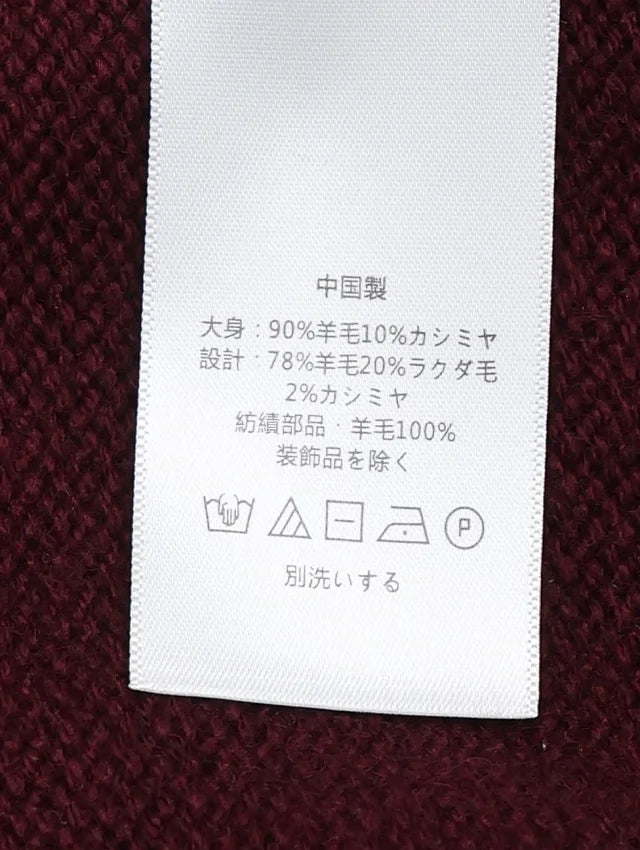 中国製
大身：90%羊毛10%カシミヤ
設計：78%羊毛20%ラクダ毛
2%カシミヤ
紡績部品・羊毛100%
装飾品を除く
P
別洗いする